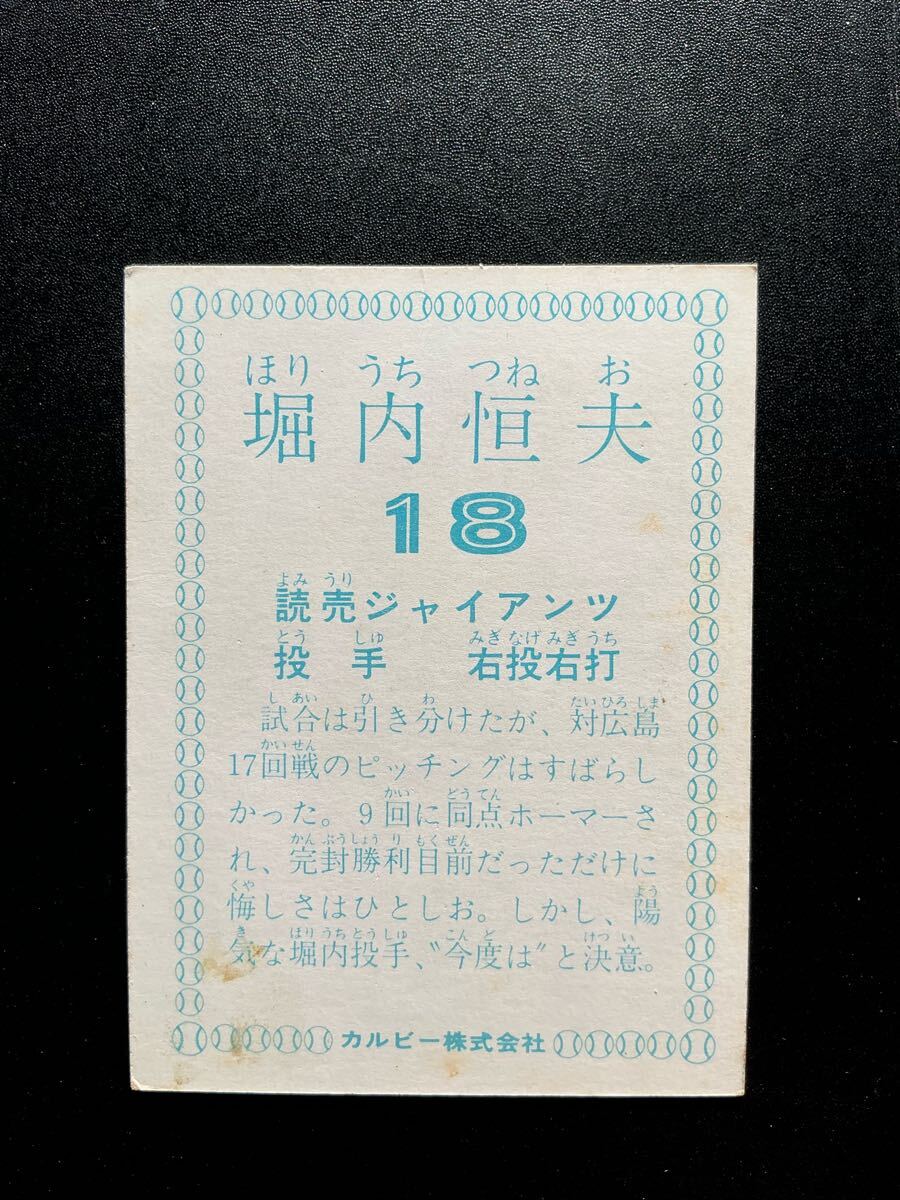 ほり うち つね お
堀内恒夫
18
よみ うり
読売ジャイアンツ
とう しゅ みぎ なげ みぎ うち
投手 右投右打
し あい ひ わ たい ひろ しま
試合は引き分けたが、対広島
かい せん
17回戦のピッチングはすばらし
かい どう てん
かった。9回に同点ホーマーさ
かん ぷう しょう り もく ぜん
れ、完封勝利目前だっただけに
くや よう
悔しさはひとしお。しかし、陽
き ほり うち とう しゅ こん ど けつ い
気な堀内投手、“今度は”と決意。
カルビー株式会社